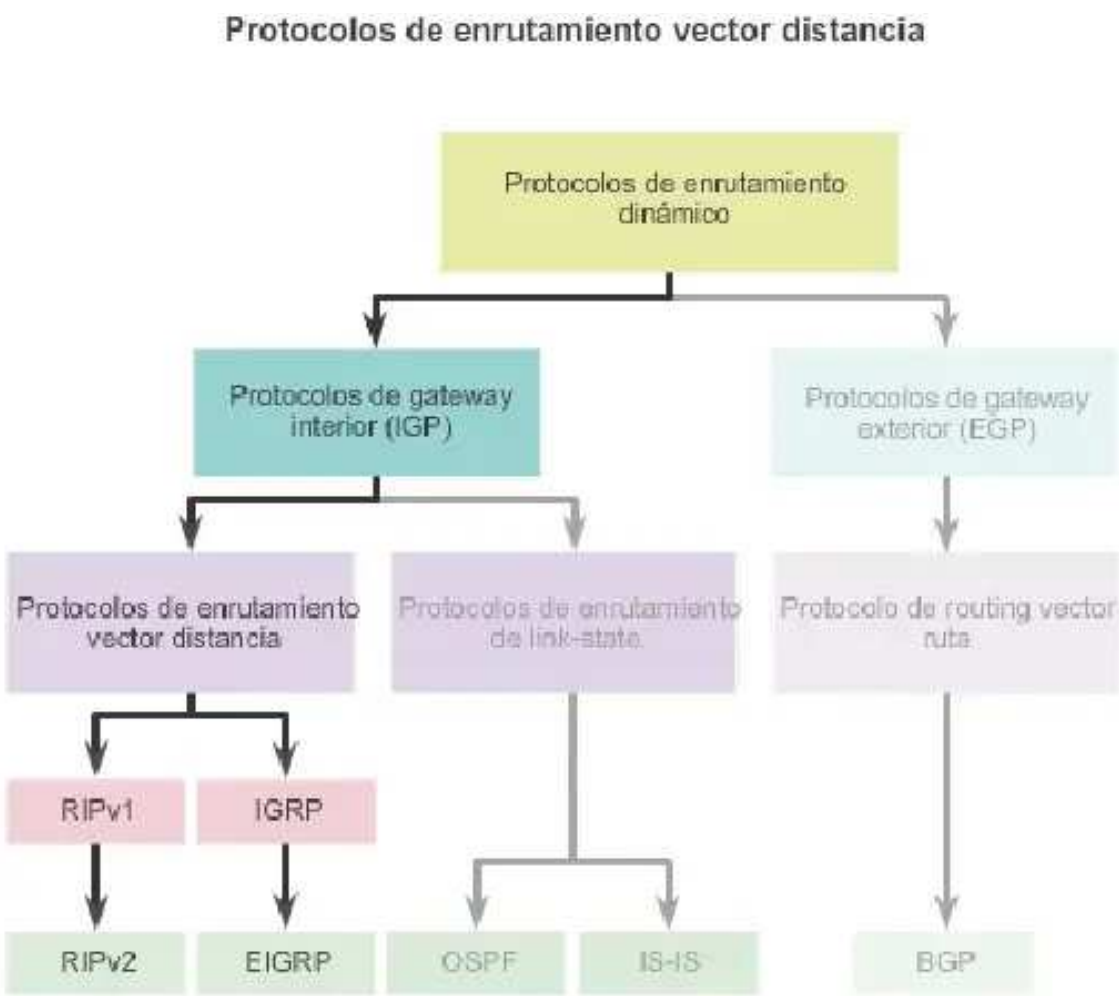 Protocolos de enrutamiento vector distancia
Protocolos de enrutamiento
dinámico
Protocolos de gateway
interior (IGP)
Protocolos de gateway
exterior (EGP)
Protocolos de enrutamiento
vector distancia
Protocolos de enrutamiento
de link-state
Protocolo de routing vector
ruta
RIPv1
IGRP
RIPv2
EIGRP
OSPF
IS-IS
BGP